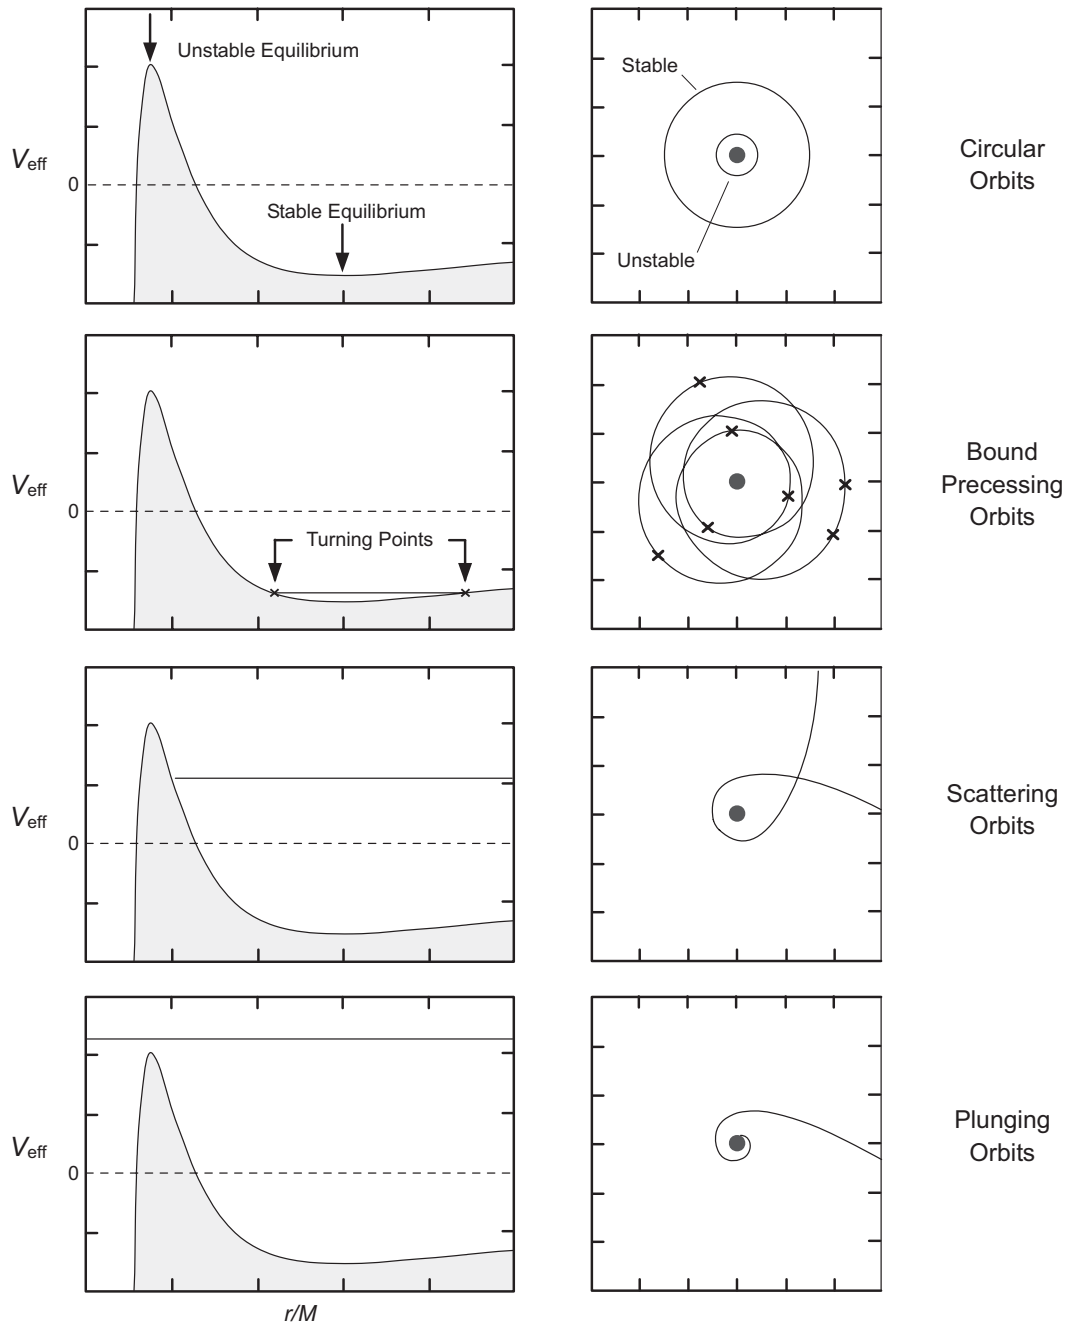 Unstable Equilibrium
V_eff
0
Stable Equilibrium
Stable
Unstable
Circular
Orbits
V_eff
0
Turning Points
Bound
Precessing
Orbits
V_eff
0
Scattering
Orbits
V_eff
0
r/M
Plunging
Orbits